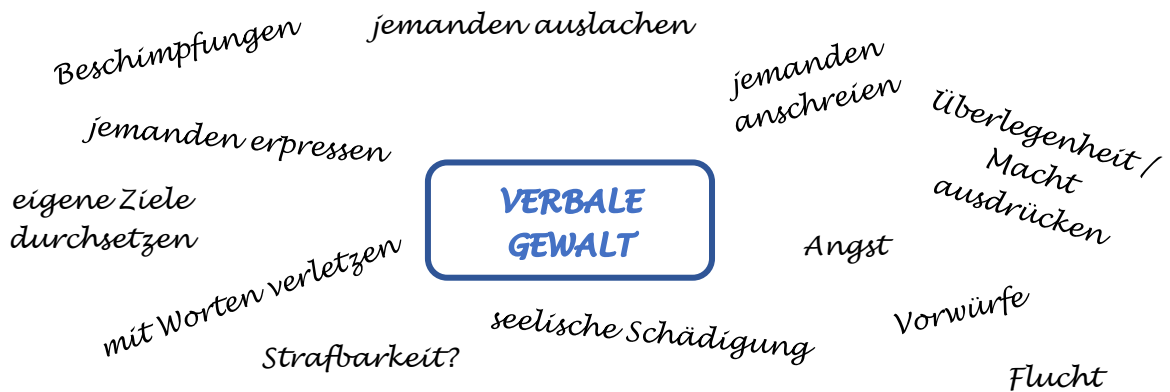 Beschimpfungen
jemanden auslachen
jemanden
anschreien
Überlegenheit /
Macht
ausdrücken
jemanden erpressen
eigene Ziele
durchsetzen
VERBALE
GEWALT
Angst
mit Worten verletzen
Vorwürfe
seelische Schädigung
Strafbarkeit?
Flucht